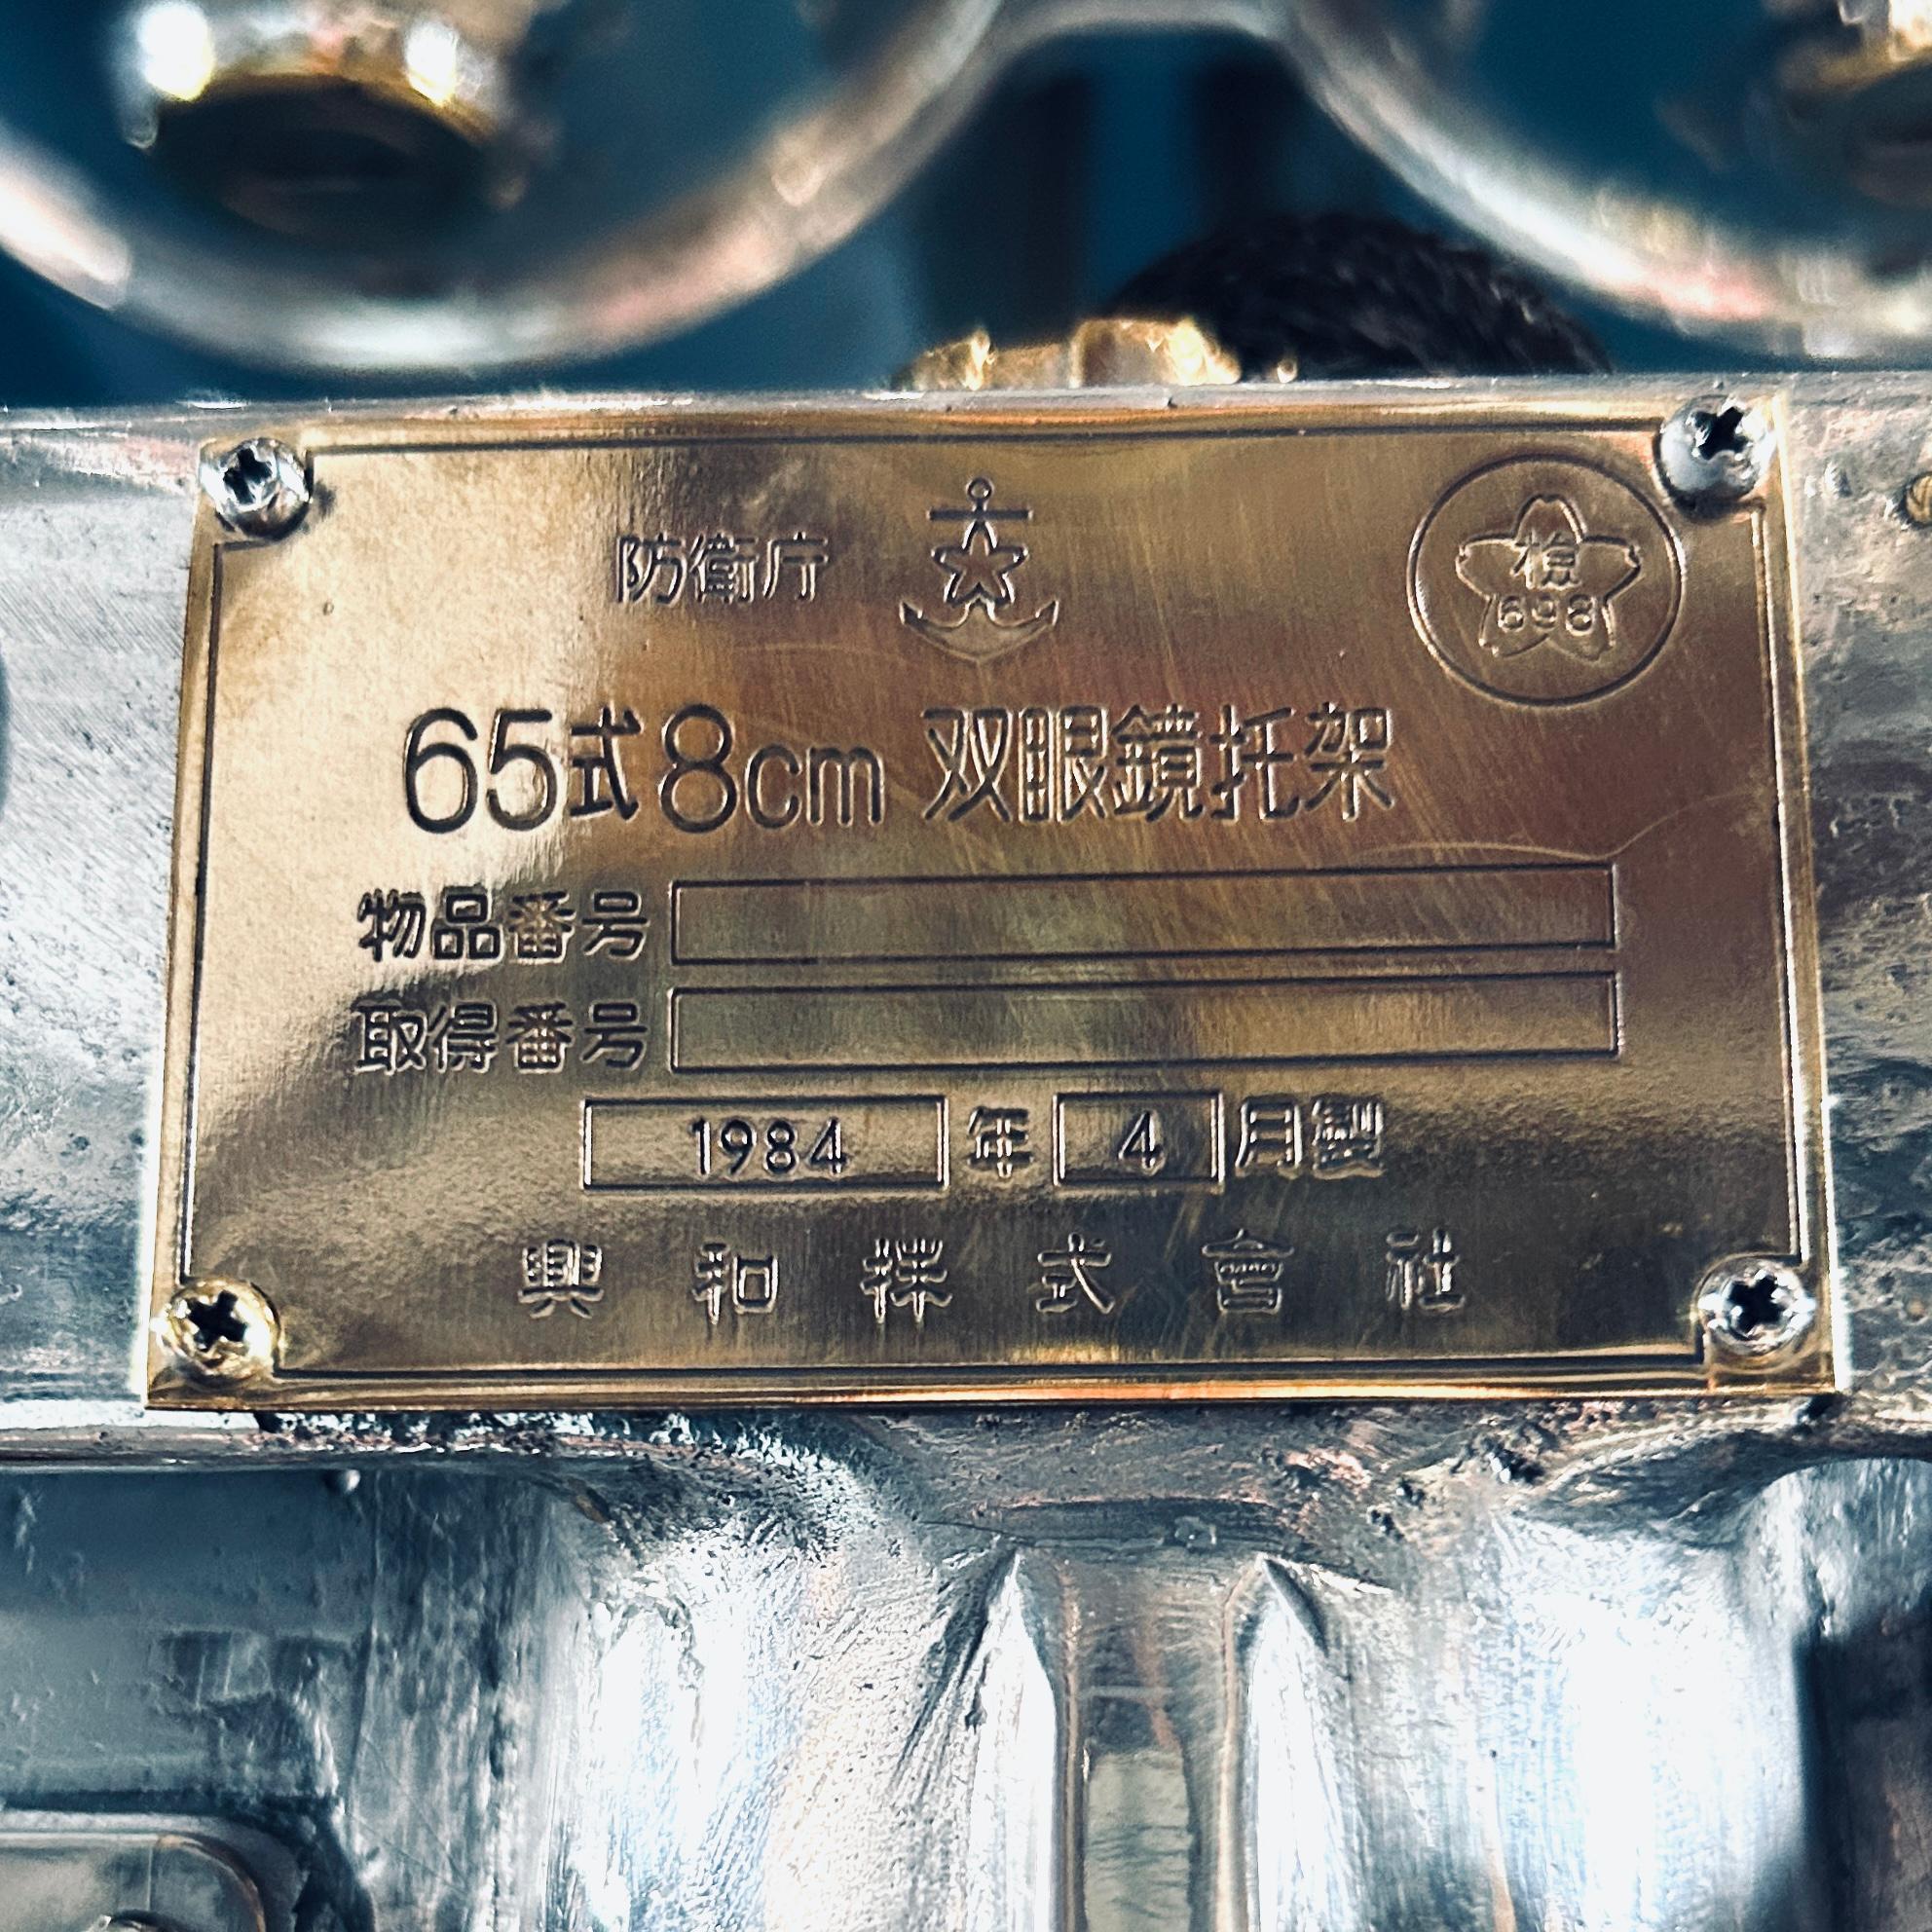 防衛庁
検
698
65式8cm 双眼鏡托架
物品番号
取得番号
1984 年 4 月製
興和株式會社